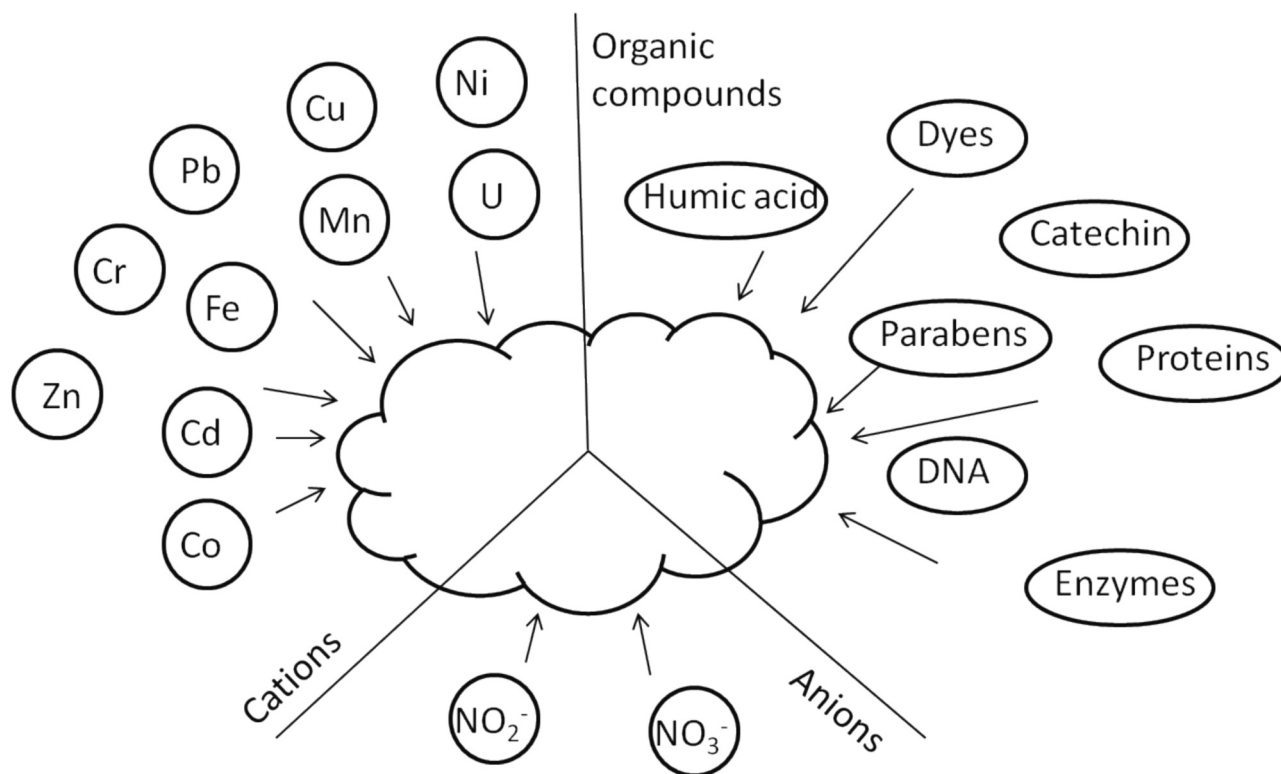 Organic
compounds
Ni
Cu
Dyes
Pb
U
Humic acid
Mn
Catechin
Cr
Fe
Parabens
Proteins
Zn
Cd
DNA
Co
Enzymes
Cations
Anions
NO₂⁻
NO₃⁻